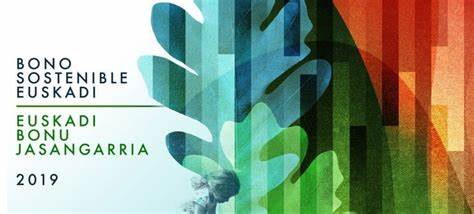 BONO
SOSTENIBLE
EUSKADI
EUSKADI
BONU
JASANGARRIA
2019